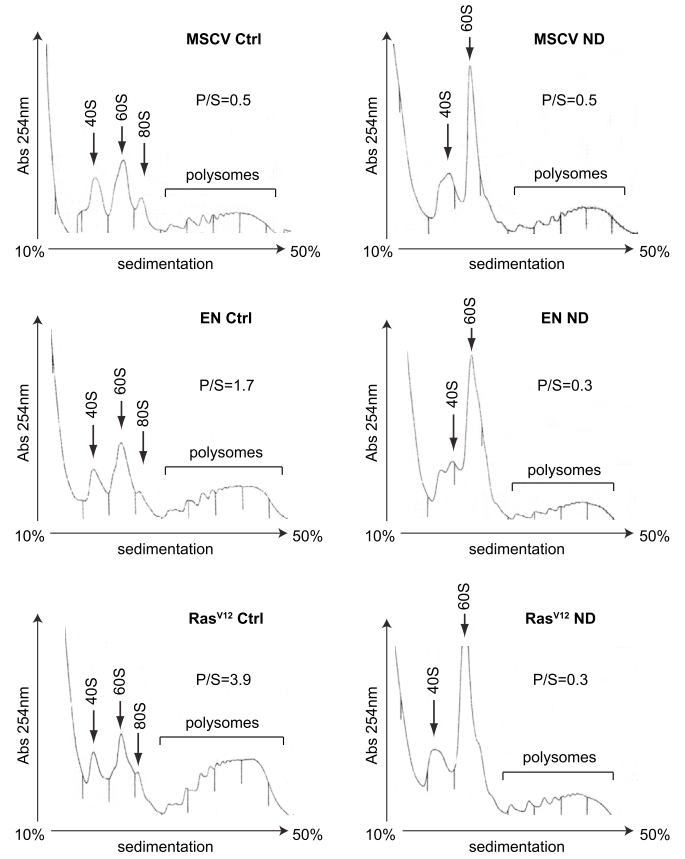 MSCV Ctrl
Abs 254nm
40S
60S
80S
P/S=0.5
polysomes
10%
sedimentation
50%
MSCV ND
Abs 254nm
40S
60S
P/S=0.5
polysomes
10%
sedimentation
50%
EN Ctrl
Abs 254nm
40S
60S
80S
P/S=1.7
polysomes
10%
sedimentation
50%
EN ND
Abs 254nm
40S
60S
P/S=0.3
polysomes
10%
sedimentation
50%
Rasⱽ¹² Ctrl
Abs 254nm
40S
60S
80S
P/S=3.9
polysomes
10%
sedimentation
50%
Rasⱽ¹² ND
Abs 254nm
40S
60S
P/S=0.3
polysomes
10%
sedimentation
50%